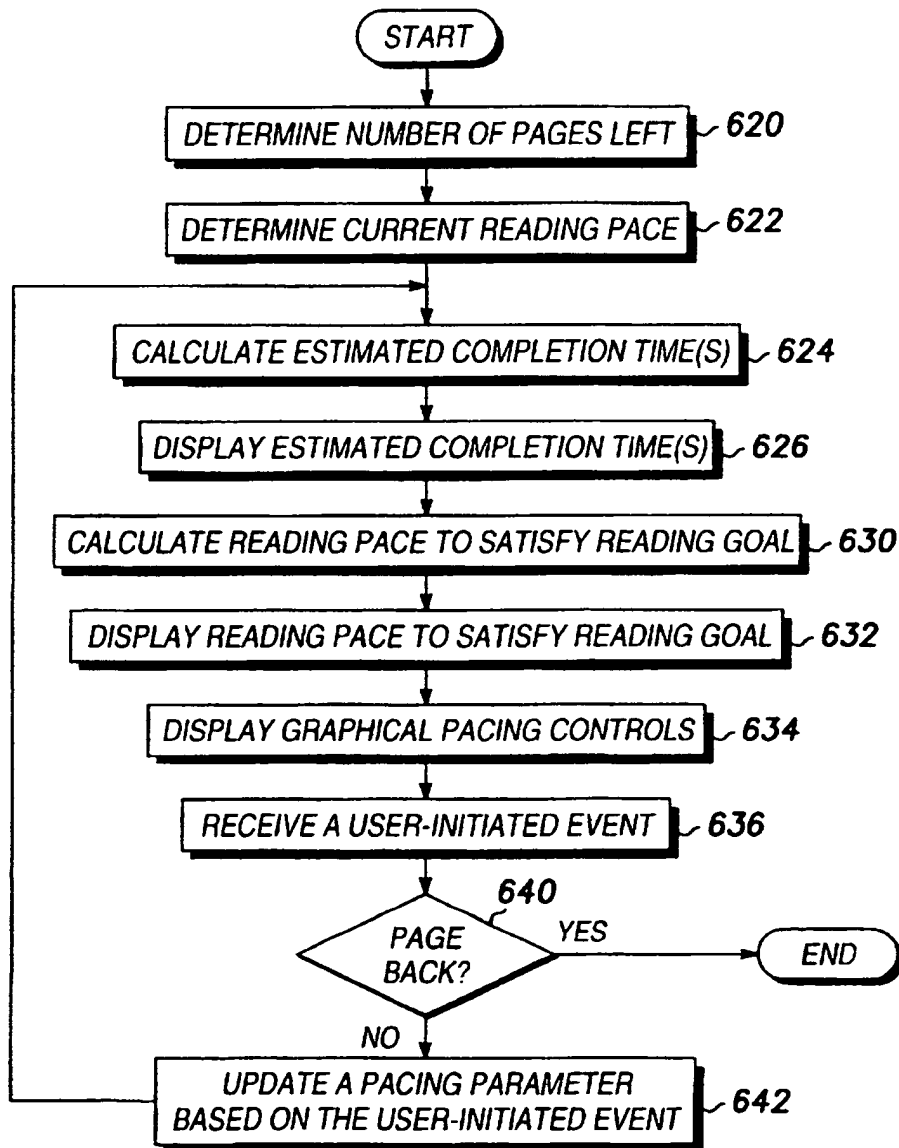 START
DETERMINE NUMBER OF PAGES LEFT 620
DETERMINE CURRENT READING PACE 622
CALCULATE ESTIMATED COMPLETION TIME(S) 624
DISPLAY ESTIMATED COMPLETION TIME(S) 626
CALCULATE READING PACE TO SATISFY READING GOAL 630
DISPLAY READING PACE TO SATISFY READING GOAL 632
DISPLAY GRAPHICAL PACING CONTROLS 634
RECEIVE A USER-INITIATED EVENT 636
640
PAGE
BACK?
YES
END
NO
UPDATE A PACING PARAMETER
BASED ON THE USER-INITIATED EVENT 642